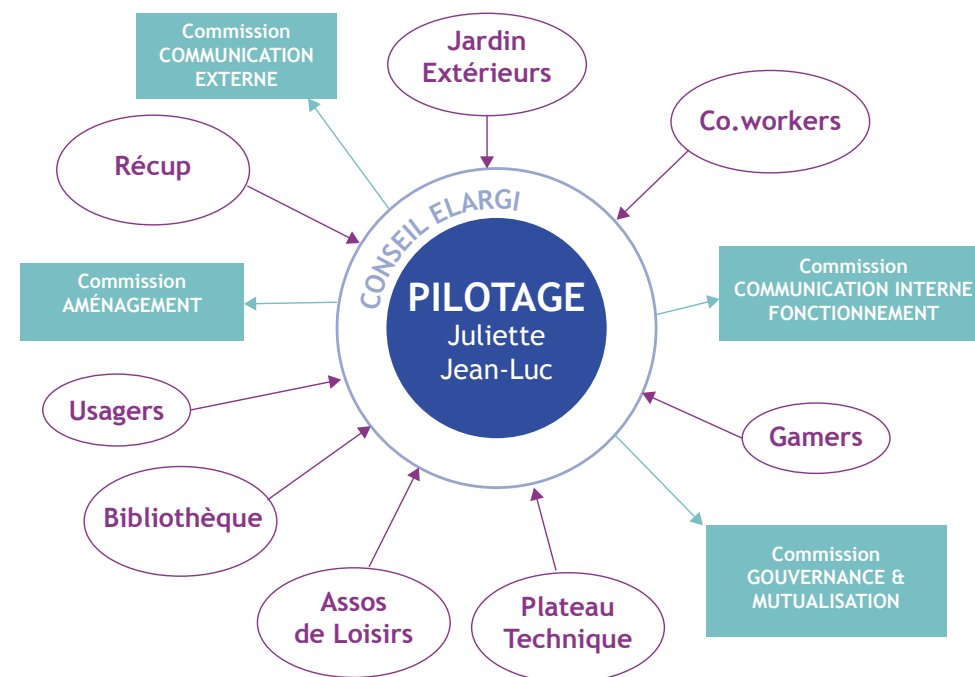 Commission
COMMUNICATION
EXTERNE
Jardin
Extérieurs
Co.workers
Récup
CONSEIL ELARGI
Commission
AMÉNAGEMENT
PILOTAGE
Juliette
Jean-Luc
Commission
COMMUNICATION INTERNE
FONCTIONNEMENT
Usagers
Gamers
Bibliothèque
Commission
GOUVERNANCE &
MUTUALISATION
Assos
de Loisirs
Plateau
Technique